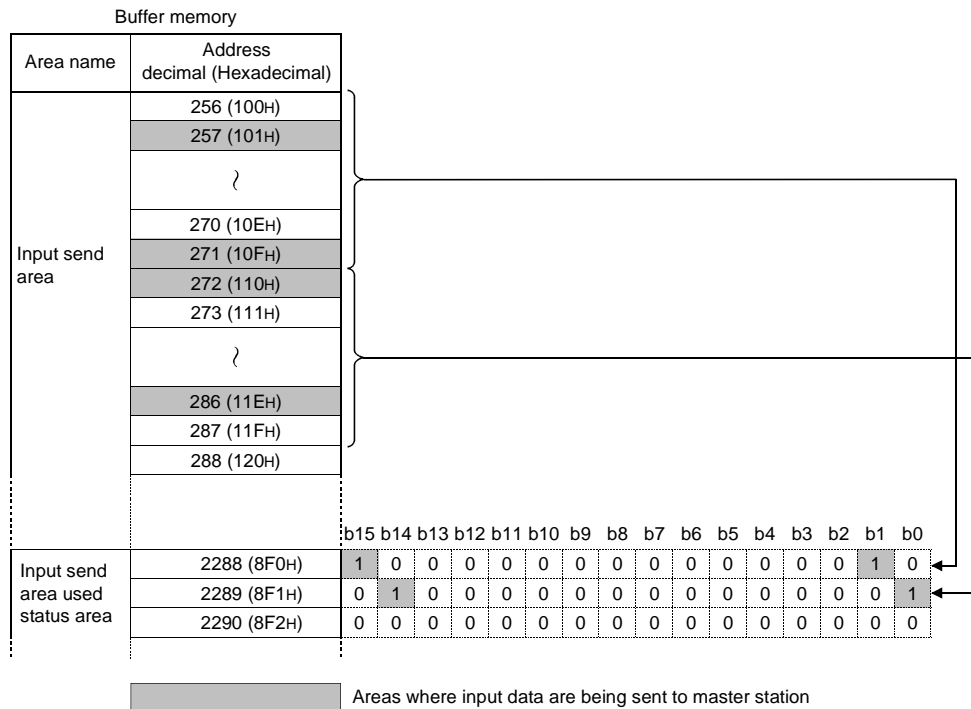 Buffer memory
Area name
Address
decimal (Hexadecimal)
256 (100H)
257 (101H)
270 (10EH)
Input send
area
271 (10FH)
272 (110H)
273 (111H)
286 (11EH)
287 (11FH)
288 (120H)
b15 b14 b13 b12 b11 b10 b9 b8 b7 b6 b5 b4 b3 b2 b1 b0
Input send
area used
status area
2288 (8F0H) 1 0 0 0 0 0 0 0 0 0 0 0 0 0 1 0
2289 (8F1H) 0 1 0 0 0 0 0 0 0 0 0 0 0 0 0 1
2290 (8F2H) 0 0 0 0 0 0 0 0 0 0 0 0 0 0 0 0
Areas where input data are being sent to master station